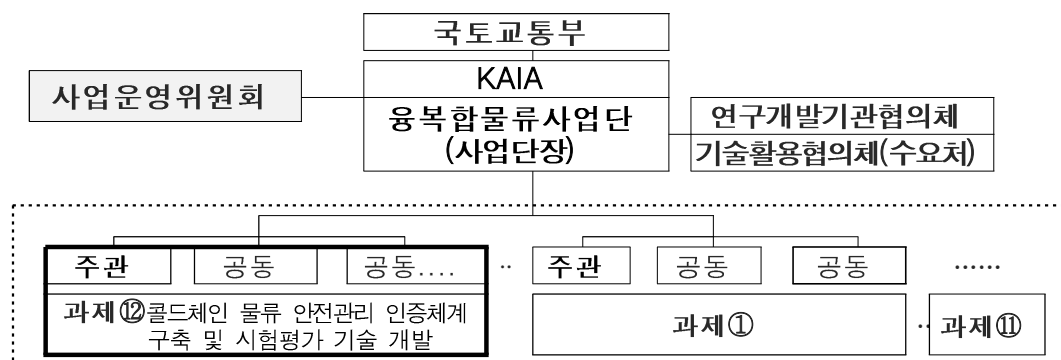 국토교통부
KAIA
사업운영위원회
융복합물류사업단
(사업단장)
연구개발기관협의체
기술활용협의체(수요처)
주관 공동 공동.... ·· 주관 공동 공동 ······
과제⑫콜드체인 물류 안전관리 인증체계
구축 및 시험평가 기술 개발
과제① ·· 과제⑪